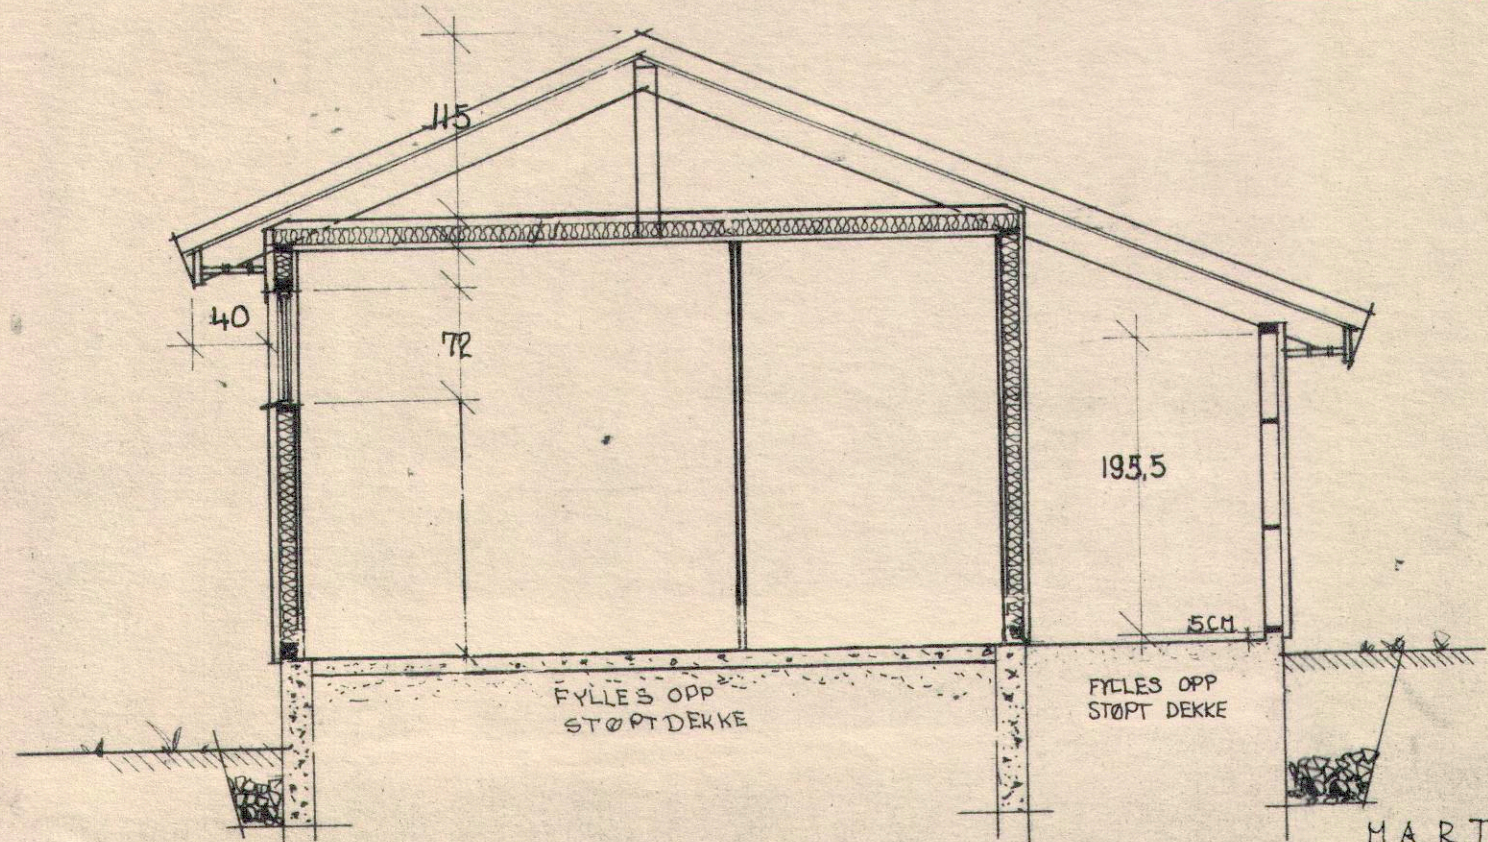 115
40
72
195,5
5CM
FYLLES OPP
STØPT DEKKE
FYLLES OPP
STØPT DEKKE
MART